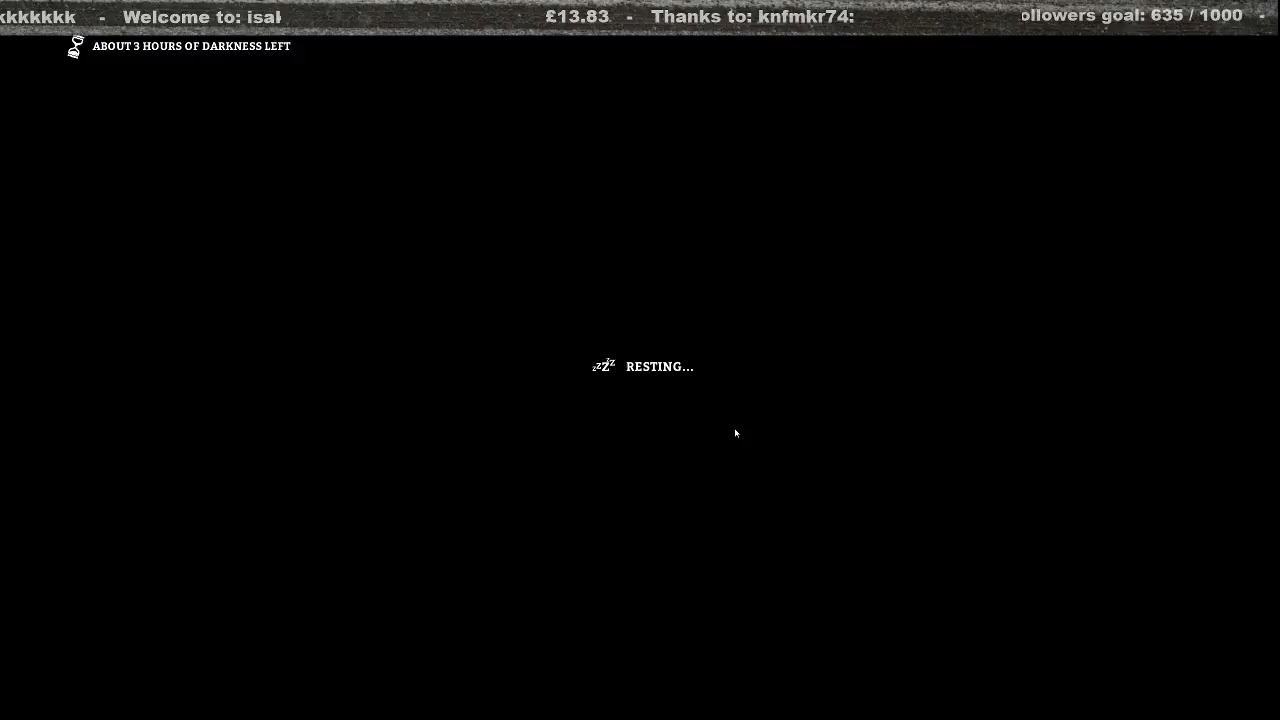 - Welcome to: isal
£13.83 - Thanks to: knfmkr74:
ollowers goal: 635 / 1000 -
ABOUT 3 HOURS OF DARKNESS LEFT
zzZzZ RESTING...